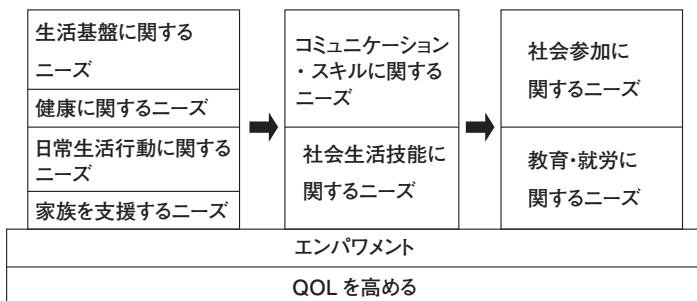 生活基盤に関する
ニーズ
健康に関するニーズ
日常生活行動に関する
ニーズ
家族を支援するニーズ
コミュニケーション
・スキルに関する
ニーズ
社会生活技能に
関するニーズ
社会参加に
関するニーズ
教育・就労に
関するニーズ
エンパワメント
QOLを高める